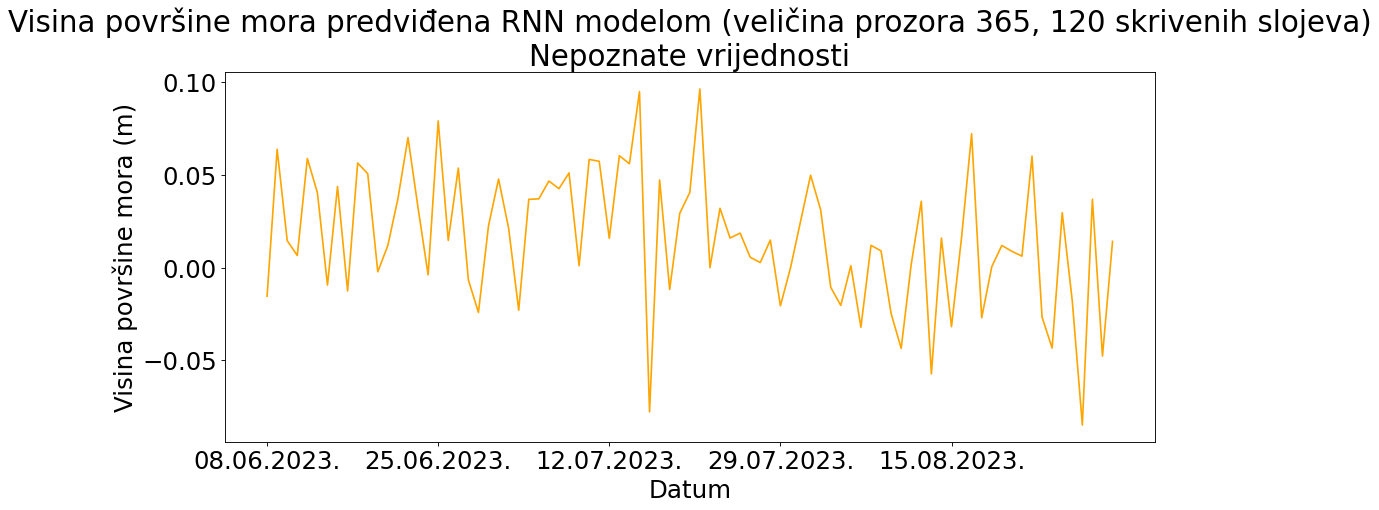 Visina površine mora predviđena RNN modelom (veličina prozora 365, 120 skrivenih slojeva)
Nepoznate vrijednosti
0.10
0.05
0.00
−0.05
Visina površine mora (m)
08.06.2023. 25.06.2023. 12.07.2023. 29.07.2023. 15.08.2023.
Datum